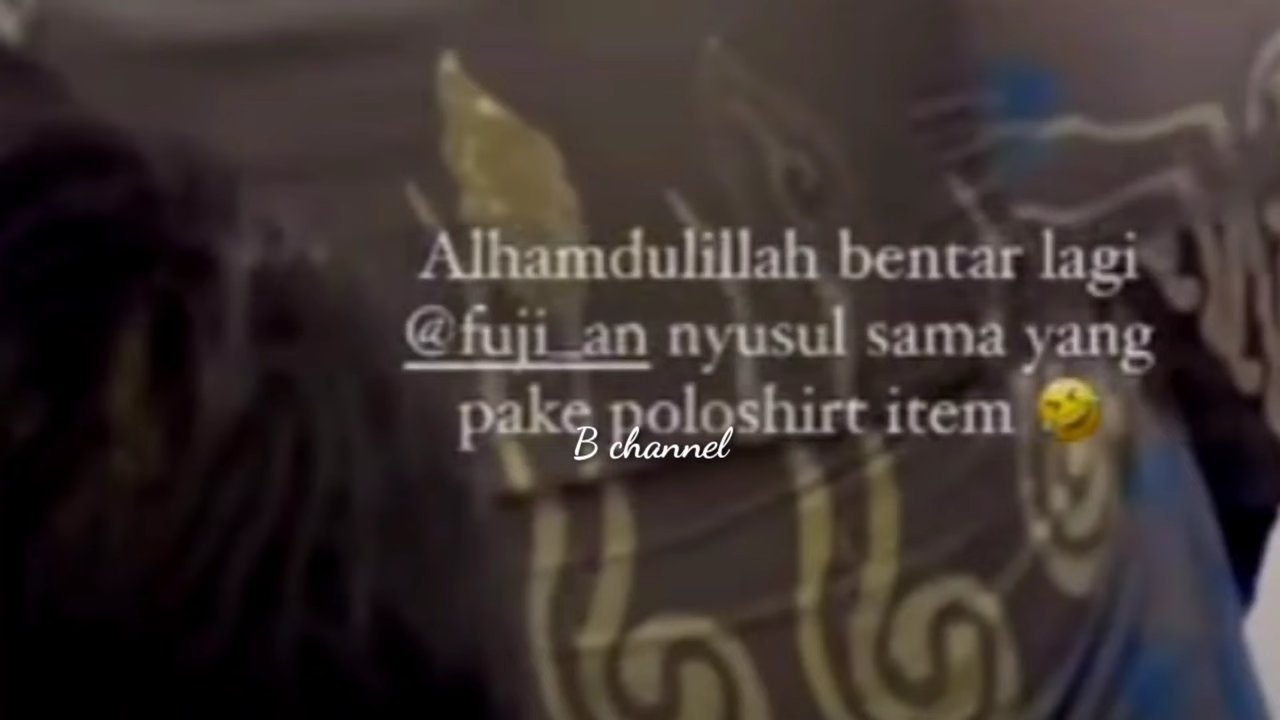 Alhamdulillah bentar lagi
@fuji_an nyusul sama yang
pake poloshirt item 🤣
B channel